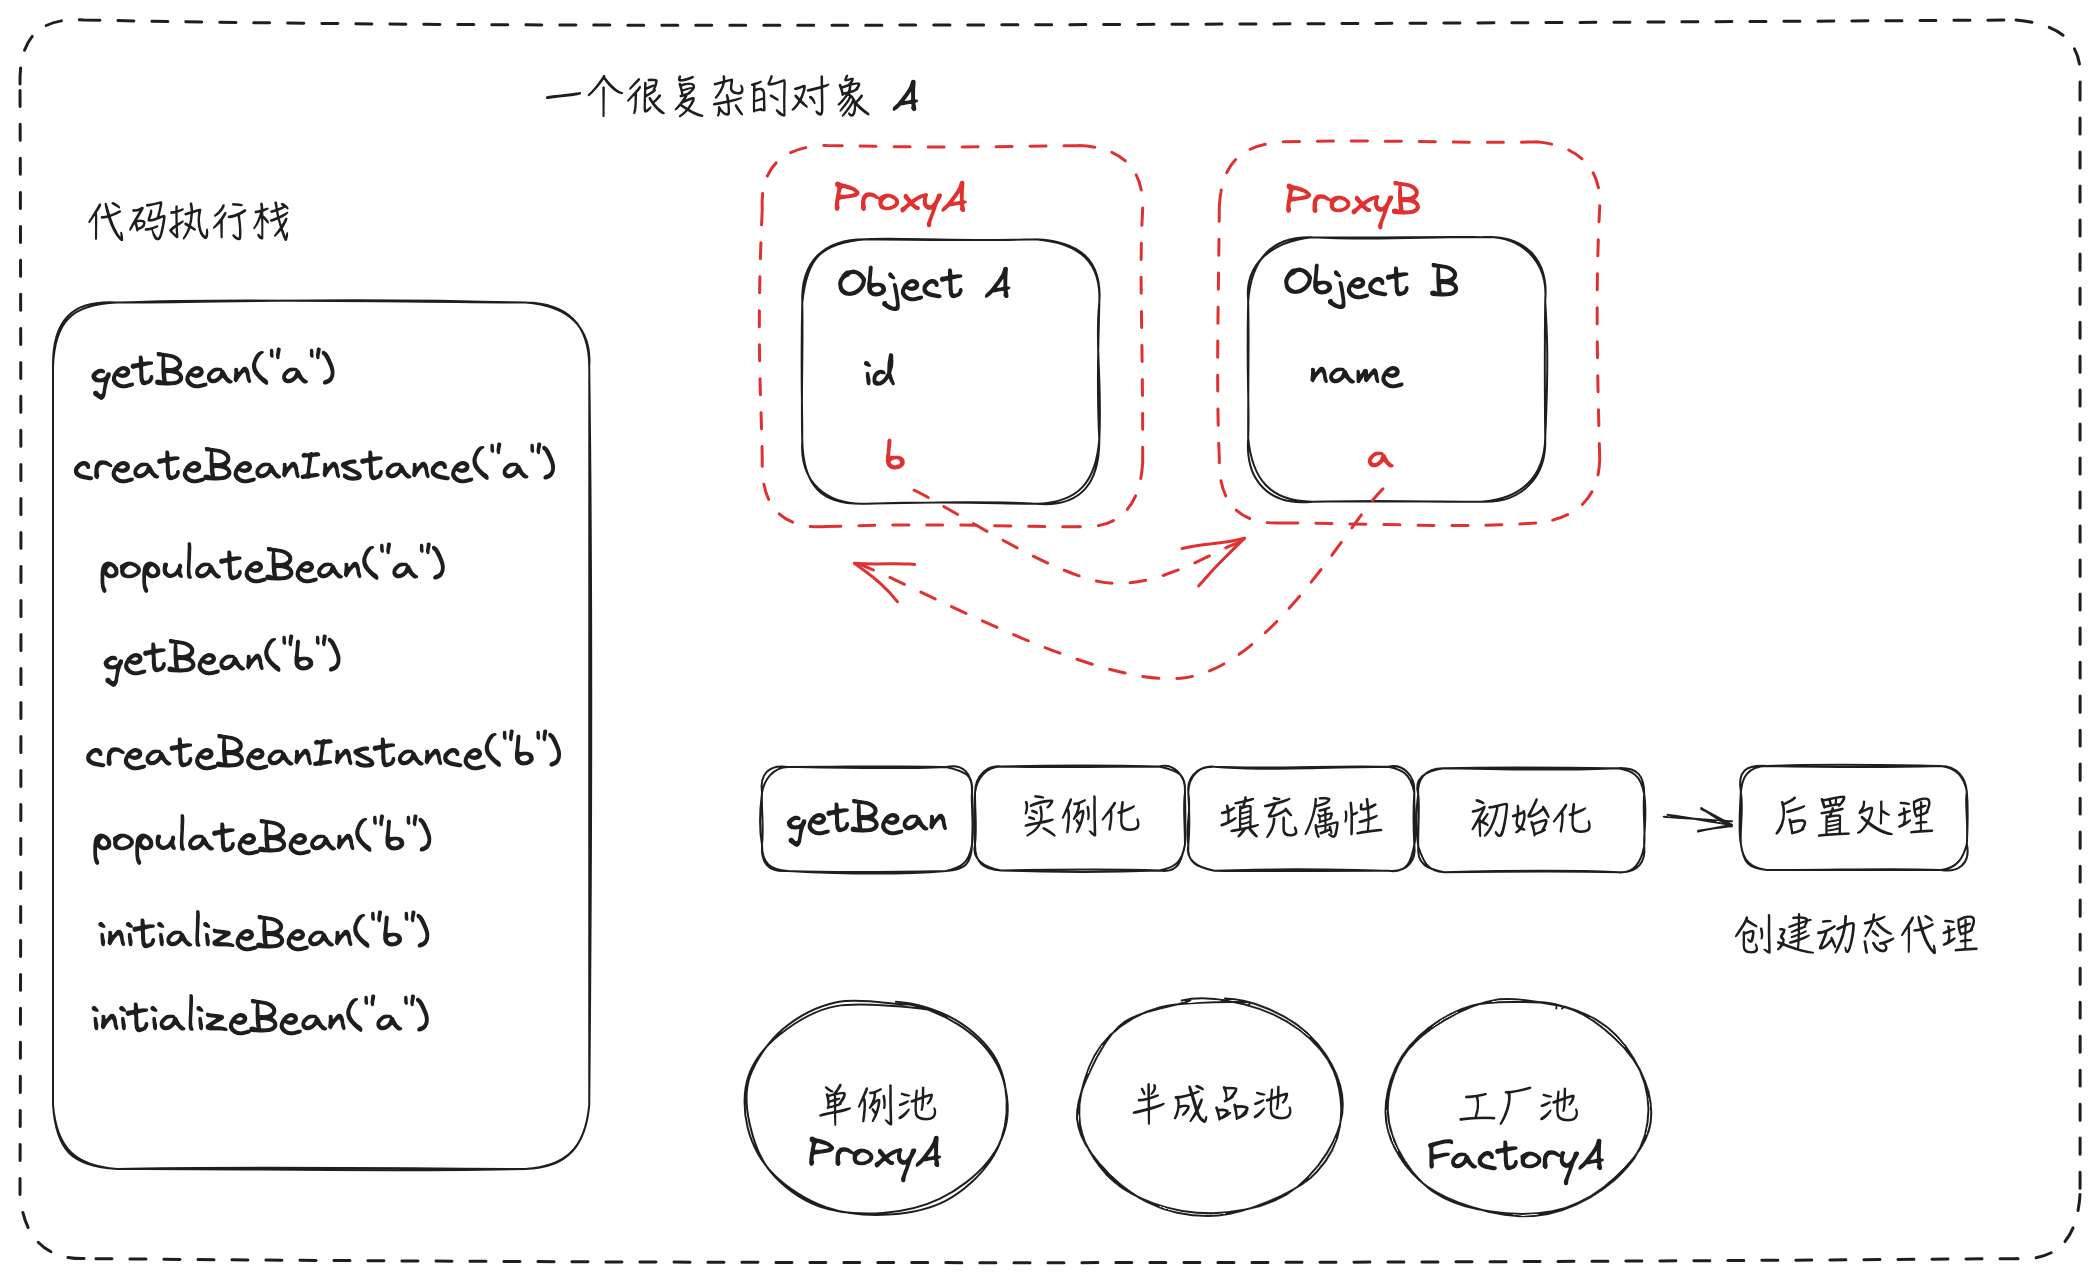 一个很复杂的对象 A
代码执行栈
getBean("a")
createBeanInstance("a")
populateBean("a")
getBean("b")
createBeanInstance("b")
populateBean("b")
initializeBean("b")
initializeBean("a")
ProxyA
Object A
id
b
ProxyB
Object B
name
a
getBean
实例化
填充属性
初始化
后置处理
创建动态代理
单例池
ProxyA
半成品池
工厂池
FactoryA